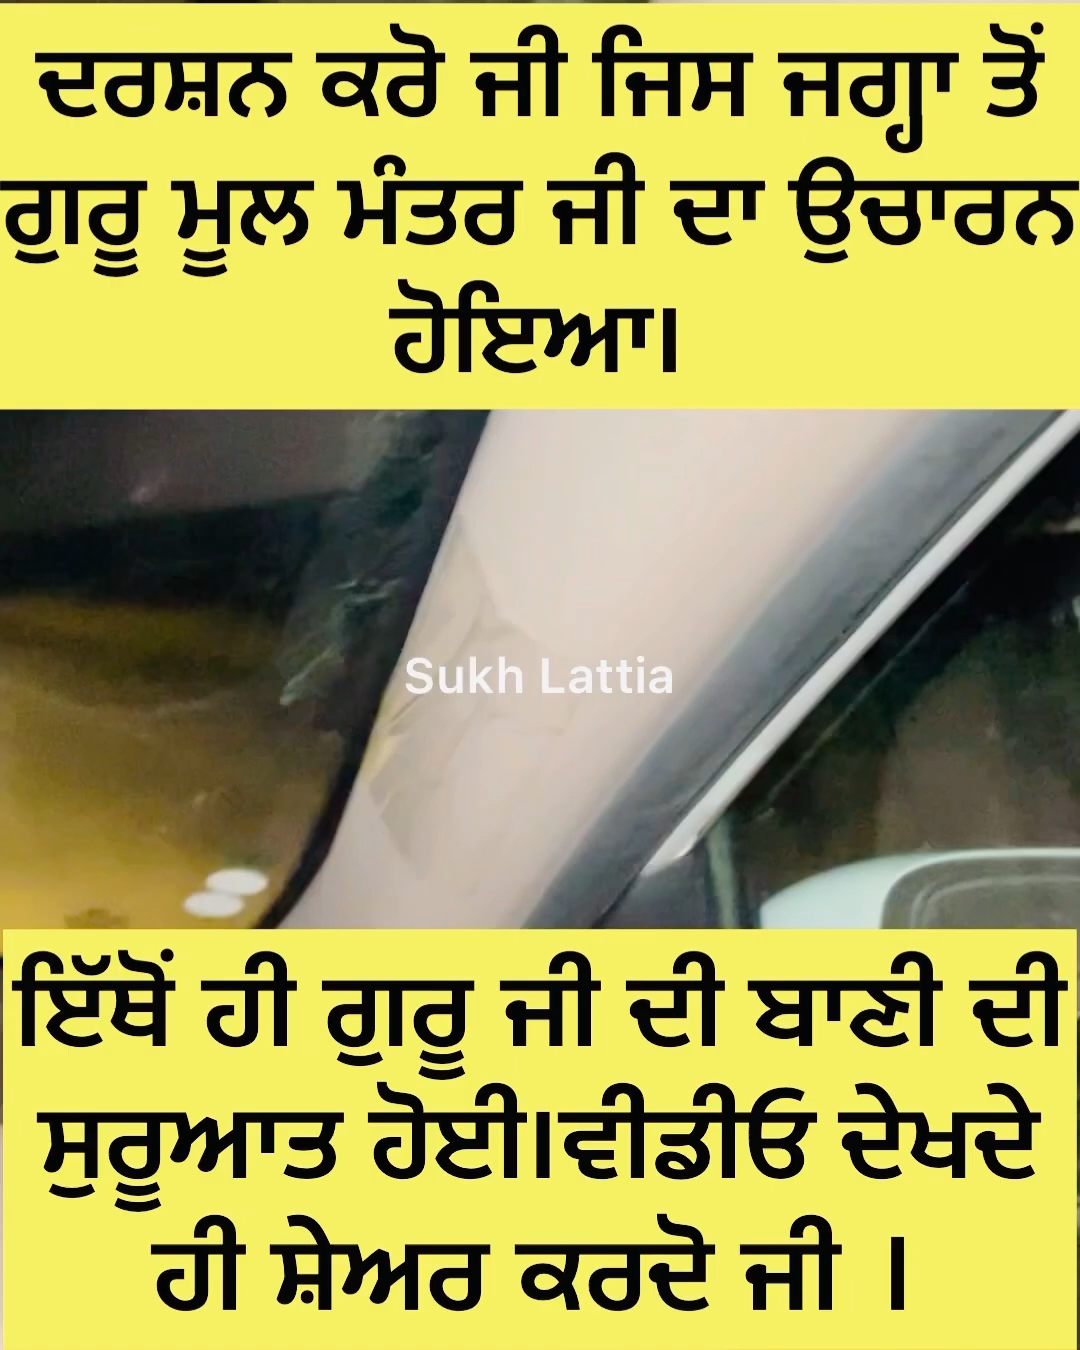 ਦਰਸ਼ਨ ਕਰੋ ਜੀ ਜਿਸ ਜਗ੍ਹਾ ਤੋਂ
ਗੁਰੂ ਮੂਲ ਮੰਤਰ ਜੀ ਦਾ ਉਚਾਰਨ
ਹੋਇਆ।
Sukh Lattia
ਇੱਥੋਂ ਹੀ ਗੁਰੂ ਜੀ ਦੀ ਬਾਣੀ ਦੀ
ਸੁਰੂਆਤ ਹੋਈ।ਵੀਡੀਓ ਦੇਖਦੇ
ਹੀ ਸ਼ੇਅਰ ਕਰਦੋ ਜੀ ।